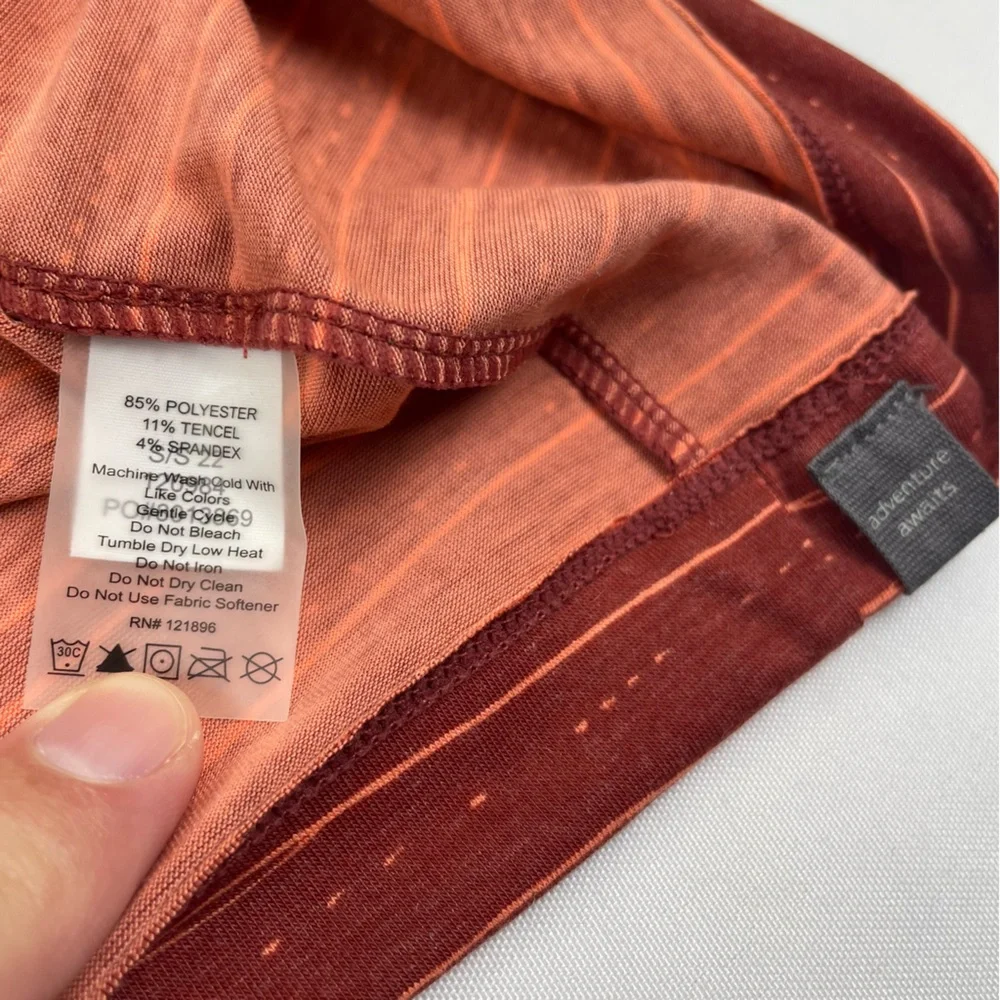 85% POLYESTER
11% TENCEL
4% SPANDEX
S/S 22
Machine Wash Cold With
120984
Like Colors
Gentle Cycle
Do Not Bleach
Tumble Dry Low Heat
Do Not Iron
Do Not Dry Clean
Do Not Use Fabric Softener
RN# 121896
30C
adventure
awaits